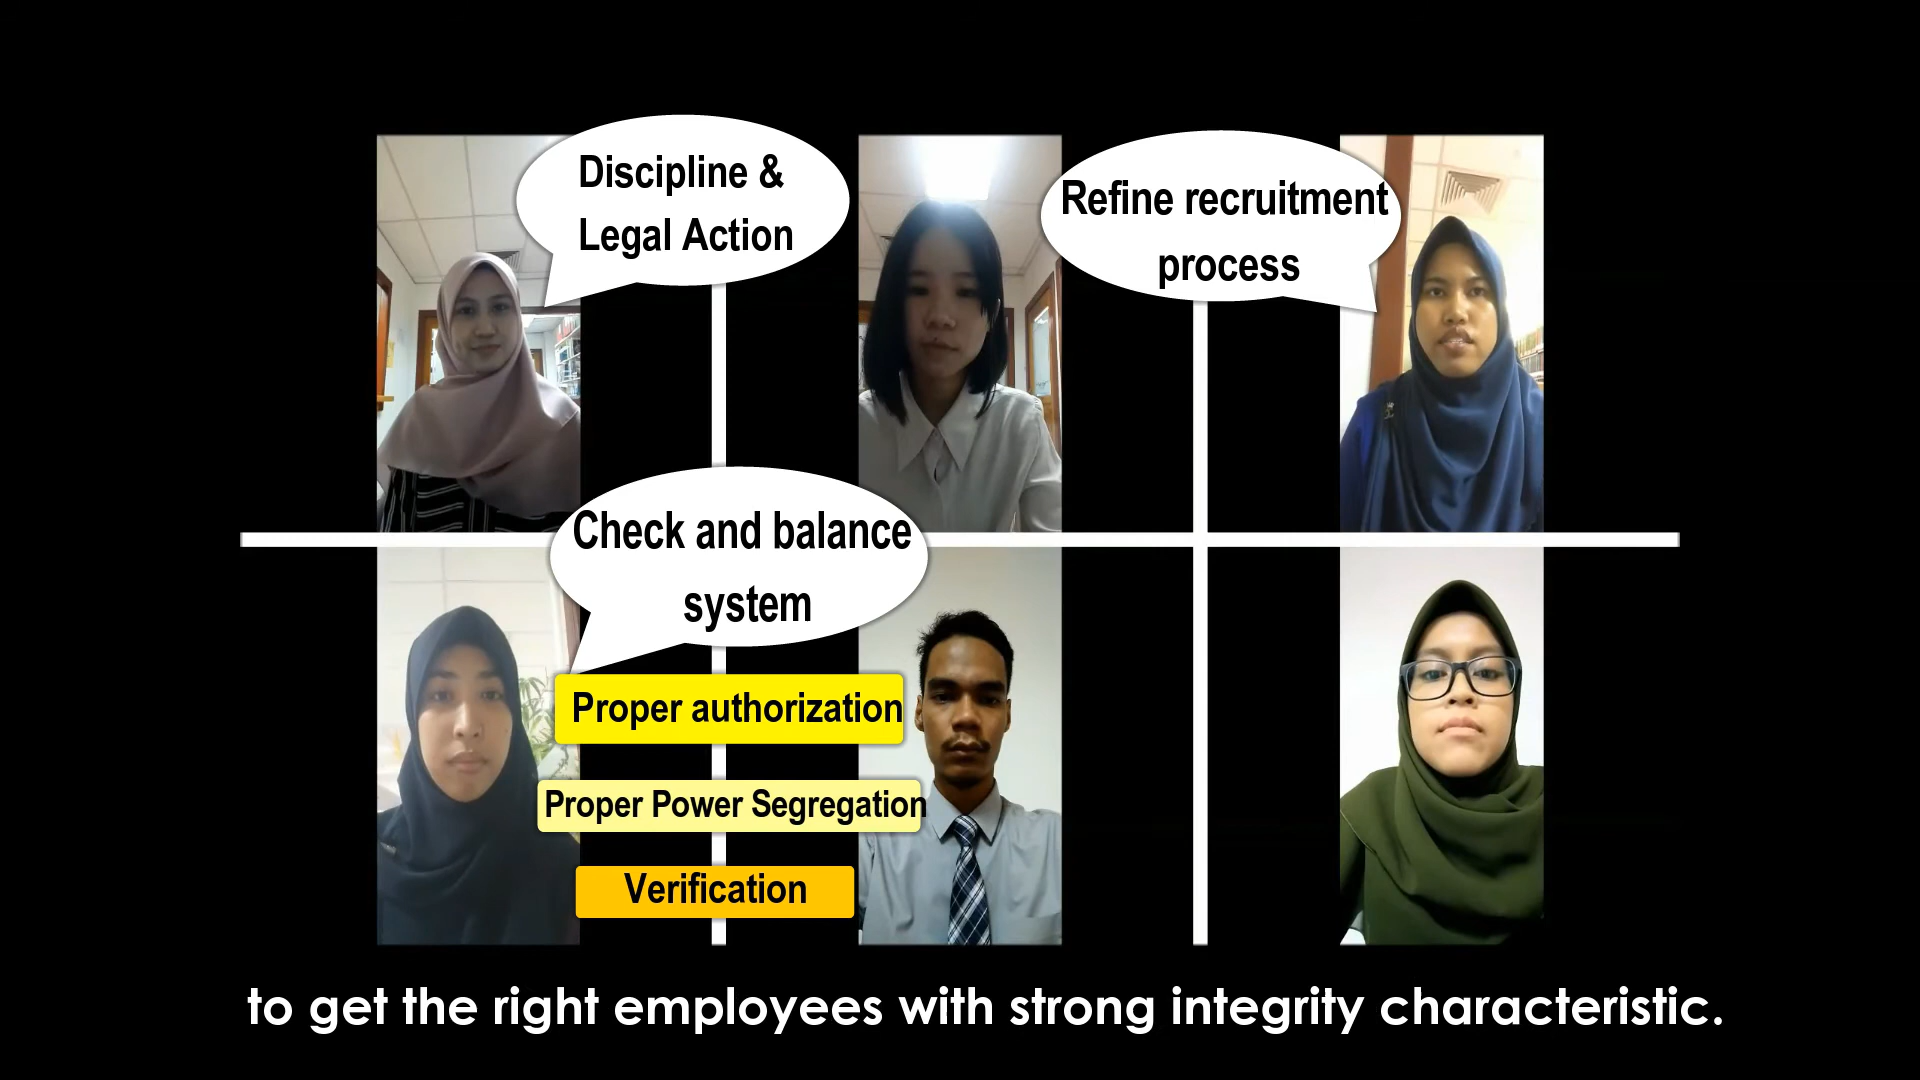 Discipline &
Legal Action
Refine recruitment
process
Check and balance
system
Proper authorization
Proper Power Segregation
Verification
to get the right employees with strong integrity characteristic.